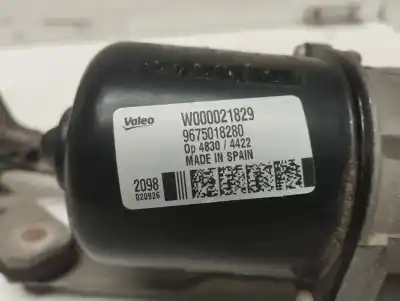 Valeo
W000021829
9675018280
Op 4830 / 4422
MADE IN SPAIN
2098
020926